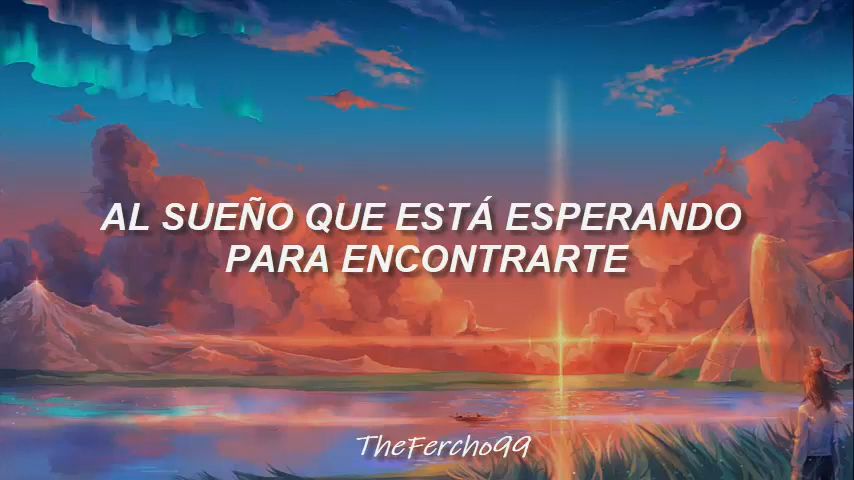 AL SUEÑO QUE ESTÁ ESPERANDO
PARA ENCONTRARTE
TheFercho99